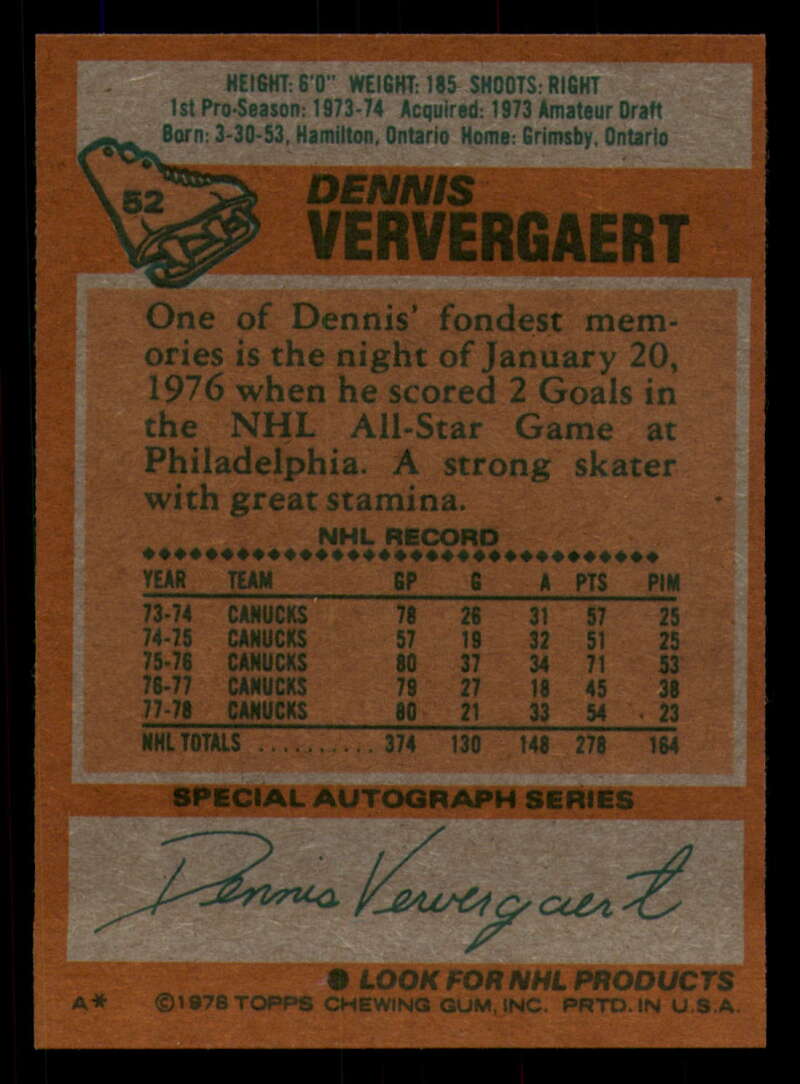 HEIGHT: 6'0" WEIGHT: 185 SHOOTS: RIGHT
1st Pro-Season: 1973-74 Acquired: 1973 Amateur Draft
Born: 3-30-53, Hamilton, Ontario Home: Grimsby, Ontario
52
DENNIS
VERVERGAERT
One of Dennis' fondest mem-
ories is the night of January 20,
1976 when he scored 2 Goals in
the NHL All-Star Game at
Philadelphia. A strong skater
with great stamina.
NHL RECORD
YEAR TEAM GP G A PTS PIM
73-74 CANUCKS 78 26 31 57 25
74-75 CANUCKS 57 19 32 51 25
75-76 CANUCKS 80 37 34 71 53
76-77 CANUCKS 79 27 18 45 38
77-78 CANUCKS 80 21 33 54 23
NHL TOTALS .......... 374 130 148 278 164
SPECIAL AUTOGRAPH SERIES
Dennis Ververgaert
LOOK FOR NHL PRODUCTS
A* ©1978 TOPPS CHEWING GUM, INC. PRTD. IN U.S.A.